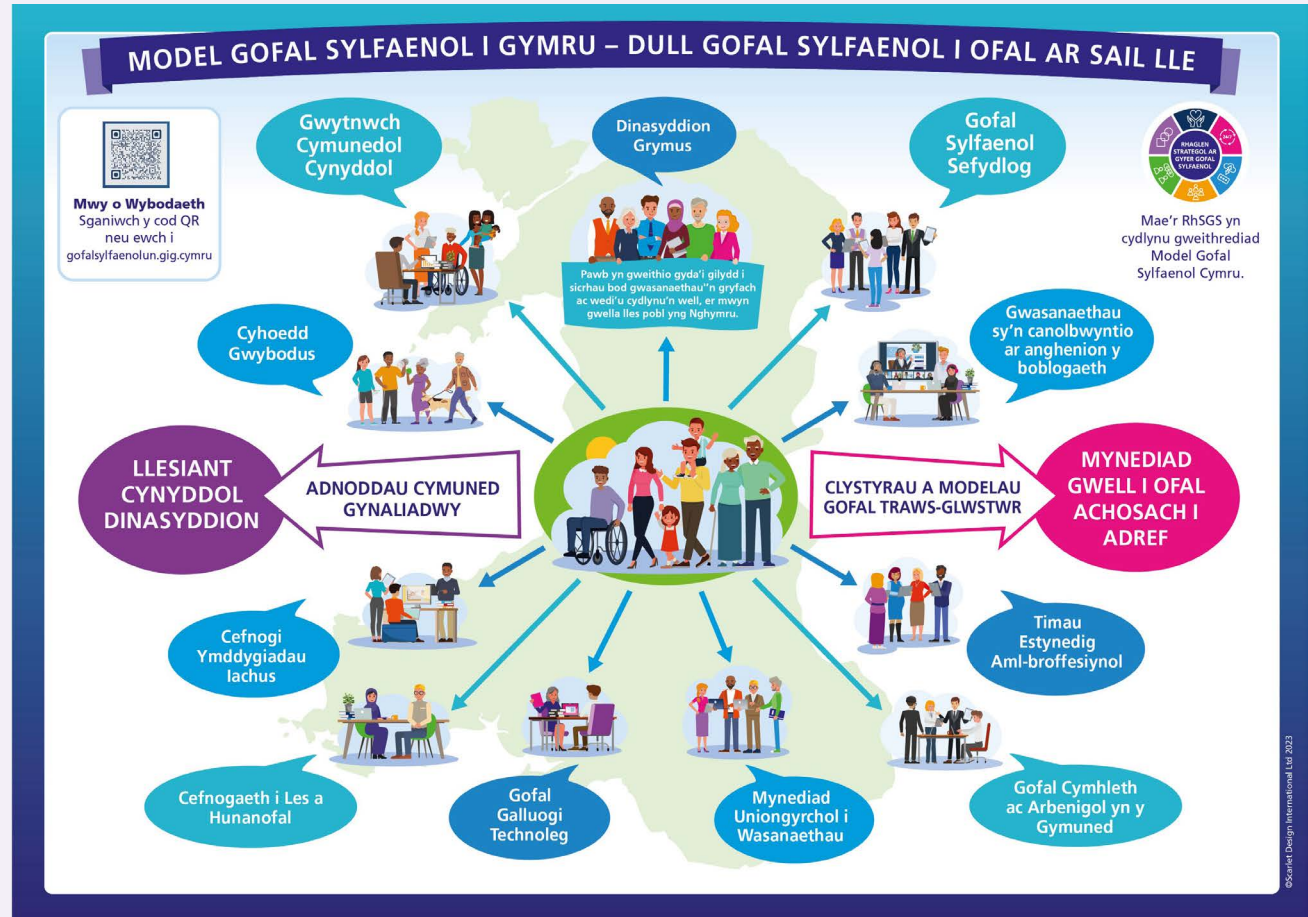 MODEL GOFAL SYLFAENOL I GYMRU – DULL GOFAL SYLFAENOL I OFAL AR SAIL LLE
Mwy o Wybodaeth
Sganiwch y cod QR
neu ewch i
gofalsylfaenolun.gig.cymru
Gwytnwch
Cymunedol
Cynyddol
Dinasyddion
Grymus
Gofal
Sylfaenol
Sefydlog
RHAGLEN
STRATEGOL AR
GYFER GOFAL
SYLFAENOL
24/7
Mae'r RhSGS yn
cydlynu gweithrediad
Model Gofal
Sylfaenol Cymru.
Pawb yn gweithio gyda'i gilydd i
sicrhau bod gwasanaethau''n gryfach
ac wedi'u cydlynu'n well, er mwyn
gwella lles pobl yng Nghymru.
Cyhoedd
Gwybodus
Gwasanaethau
sy'n canolbwyntio
ar anghenion y
boblogaeth
LLESIANT
CYNYDDOL
DINASYDDION
ADNODDAU CYMUNED
GYNALIADWY
CLYSTYRAU A MODELAU
GOFAL TRAWS-GLWSTWR
MYNEDIAD
GWELL I OFAL
ACHOSACH I
ADREF
Cefnogi
Ymddygiadau
Iachus
Timau
Estynedig
Aml-broffesiynol
Cefnogaeth i Les a
Hunanofal
Gofal
Galluogi
Technoleg
Mynediad
Uniongyrchol i
Wasanaethau
Gofal Cymhleth
ac Arbenigol yn y
Gymuned
©Scarlet Design International Ltd 2023